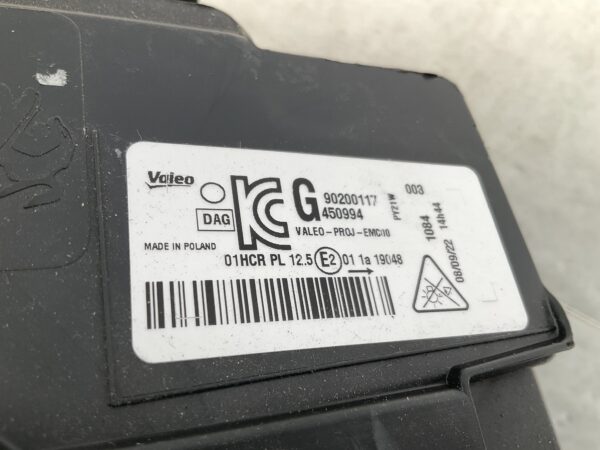 Valeo
DAG
MADE IN POLAND
KC
G 90200117
450994
VALEO-PROJ-EMC
01HCR PL 12.5 E2 01 1a 19048
PY21W
003
1084
08/09/22 14h44